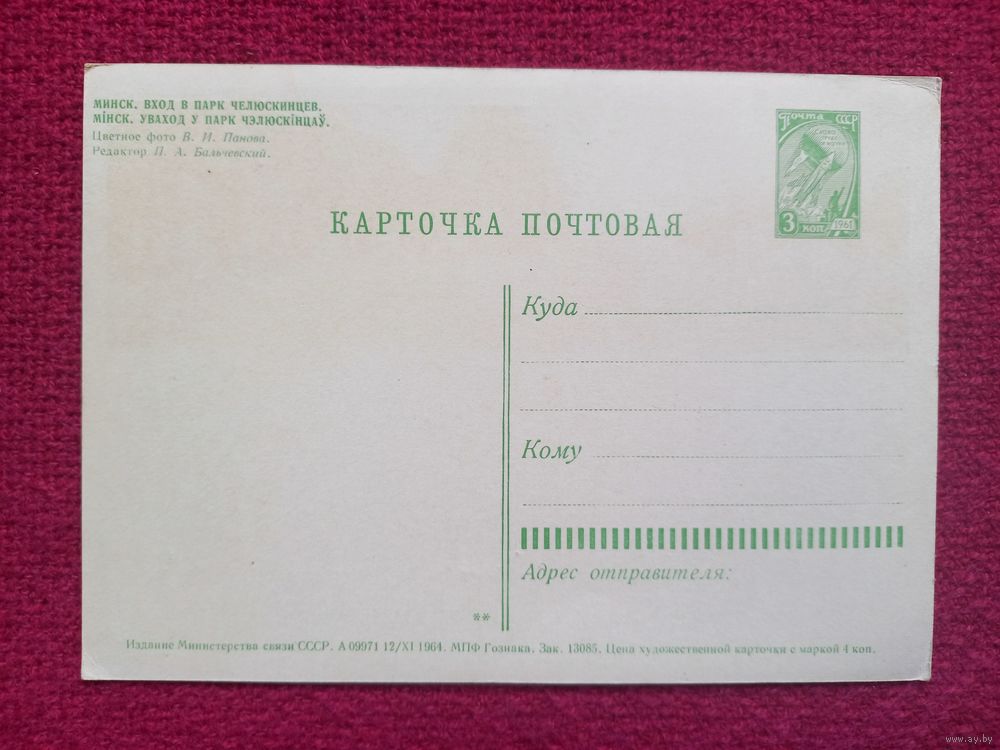 МИНСК. ВХОД В ПАРК ЧЕЛЮСКИНЦЕВ.
МІНСК. УВАХОД У ПАРК ЧЭЛЮСКІНЦАЎ.
Цветное фото В. И. Панова.
Редактор П. А. Бальчевский.
ПОЧТА СССР
3 КОП.
1961
КАРТОЧКА ПОЧТОВАЯ
Куда
Кому
Адрес отправителя:
**
Издание Министерства связи СССР. А 09971 12/XI 1964. МПФ Гознака. Зак. 13085. Цена художественной карточки с маркой 4 коп.
www.ay.by